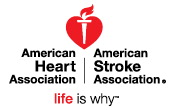 American Heart Association
American Stroke Association®
life is why™